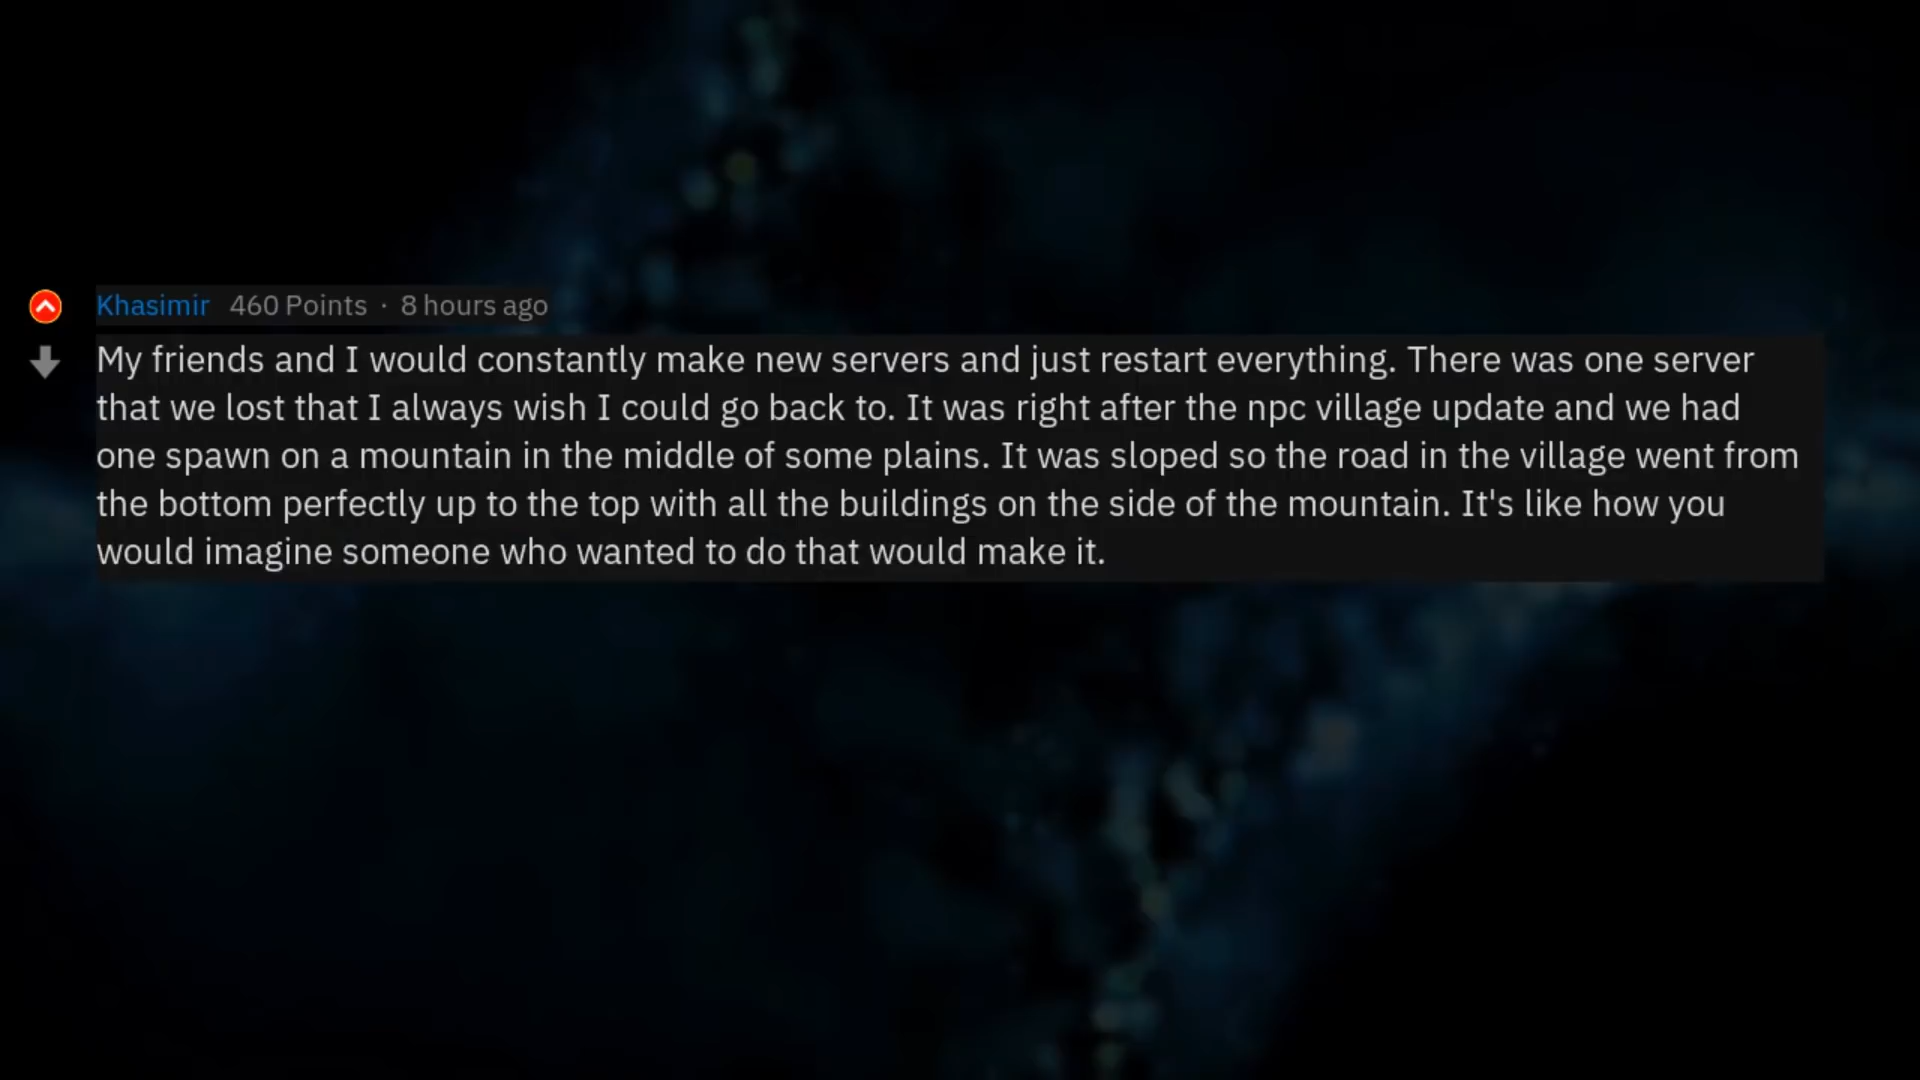 Khasimir 460 Points · 8 hours ago
My friends and I would constantly make new servers and just restart everything. There was one server
that we lost that I always wish I could go back to. It was right after the npc village update and we had
one spawn on a mountain in the middle of some plains. It was sloped so the road in the village went from
the bottom perfectly up to the top with all the buildings on the side of the mountain. It's like how you
would imagine someone who wanted to do that would make it.